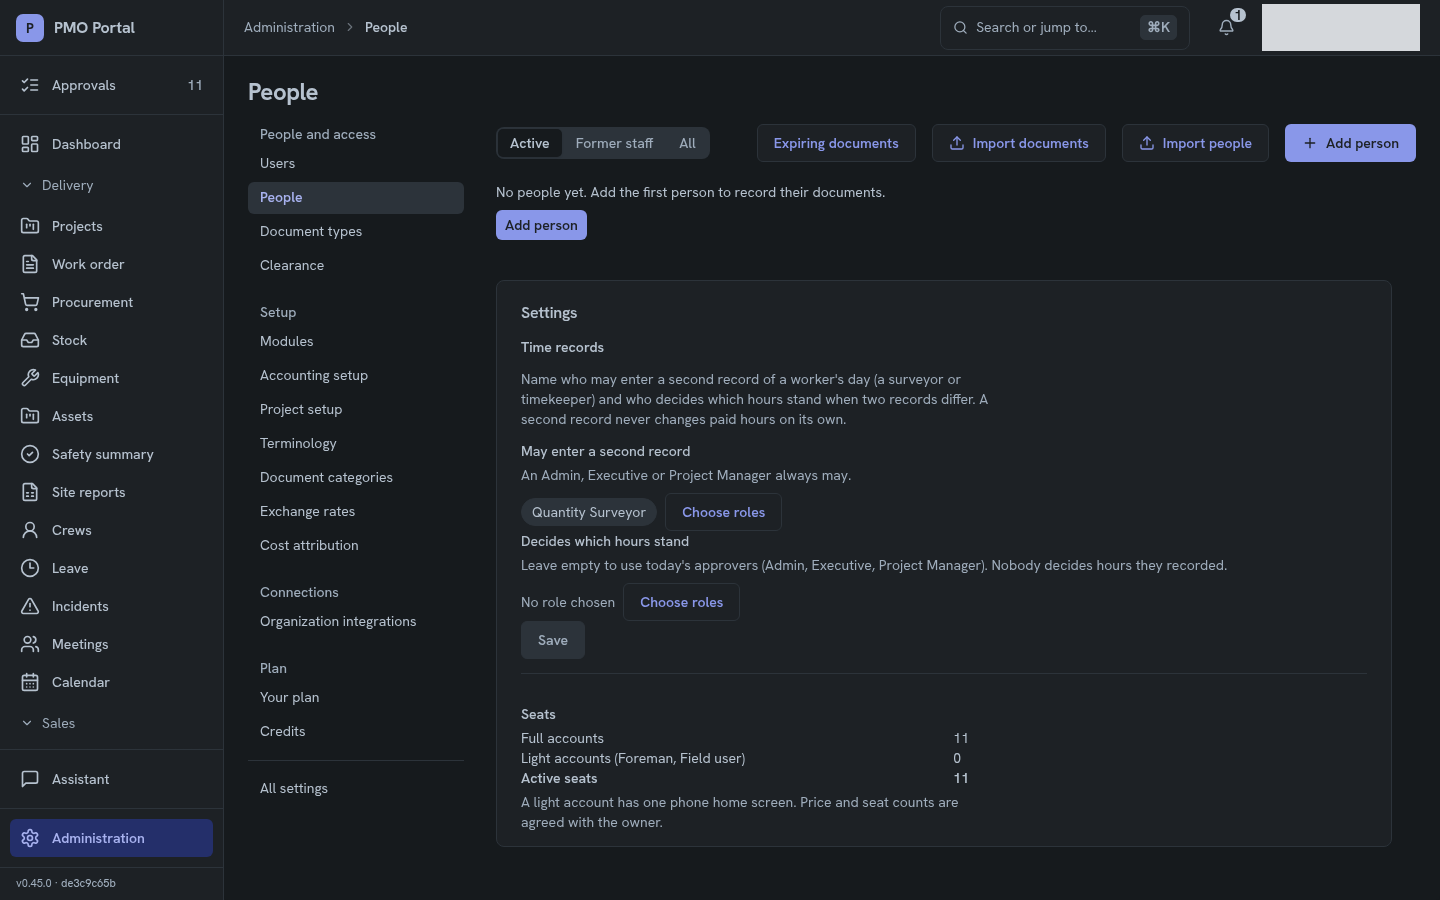 P PMO Portal
Administration > People
Search or jump to... ⌘K
1
Approvals 11
Dashboard
Delivery
Projects
Work order
Procurement
Stock
Equipment
Assets
Safety summary
Site reports
Crews
Leave
Incidents
Meetings
Calendar
Sales
Assistant
Administration
v0.45.0 · de3c9c65b
People
People and access
Users
People
Document types
Clearance
Setup
Modules
Accounting setup
Project setup
Terminology
Document categories
Exchange rates
Cost attribution
Connections
Organization integrations
Plan
Your plan
Credits
All settings
Active Former staff All
Expiring documents Import documents Import people + Add person
No people yet. Add the first person to record their documents.
Add person
Settings
Time records
Name who may enter a second record of a worker's day (a surveyor or
timekeeper) and who decides which hours stand when two records differ. A
second record never changes paid hours on its own.
May enter a second record
An Admin, Executive or Project Manager always may.
Quantity Surveyor Choose roles
Decides which hours stand
Leave empty to use today's approvers (Admin, Executive, Project Manager). Nobody decides hours they recorded.
No role chosen Choose roles
Save
Seats
Full accounts 11
Light accounts (Foreman, Field user) 0
Active seats 11
A light account has one phone home screen. Price and seat counts are
agreed with the owner.